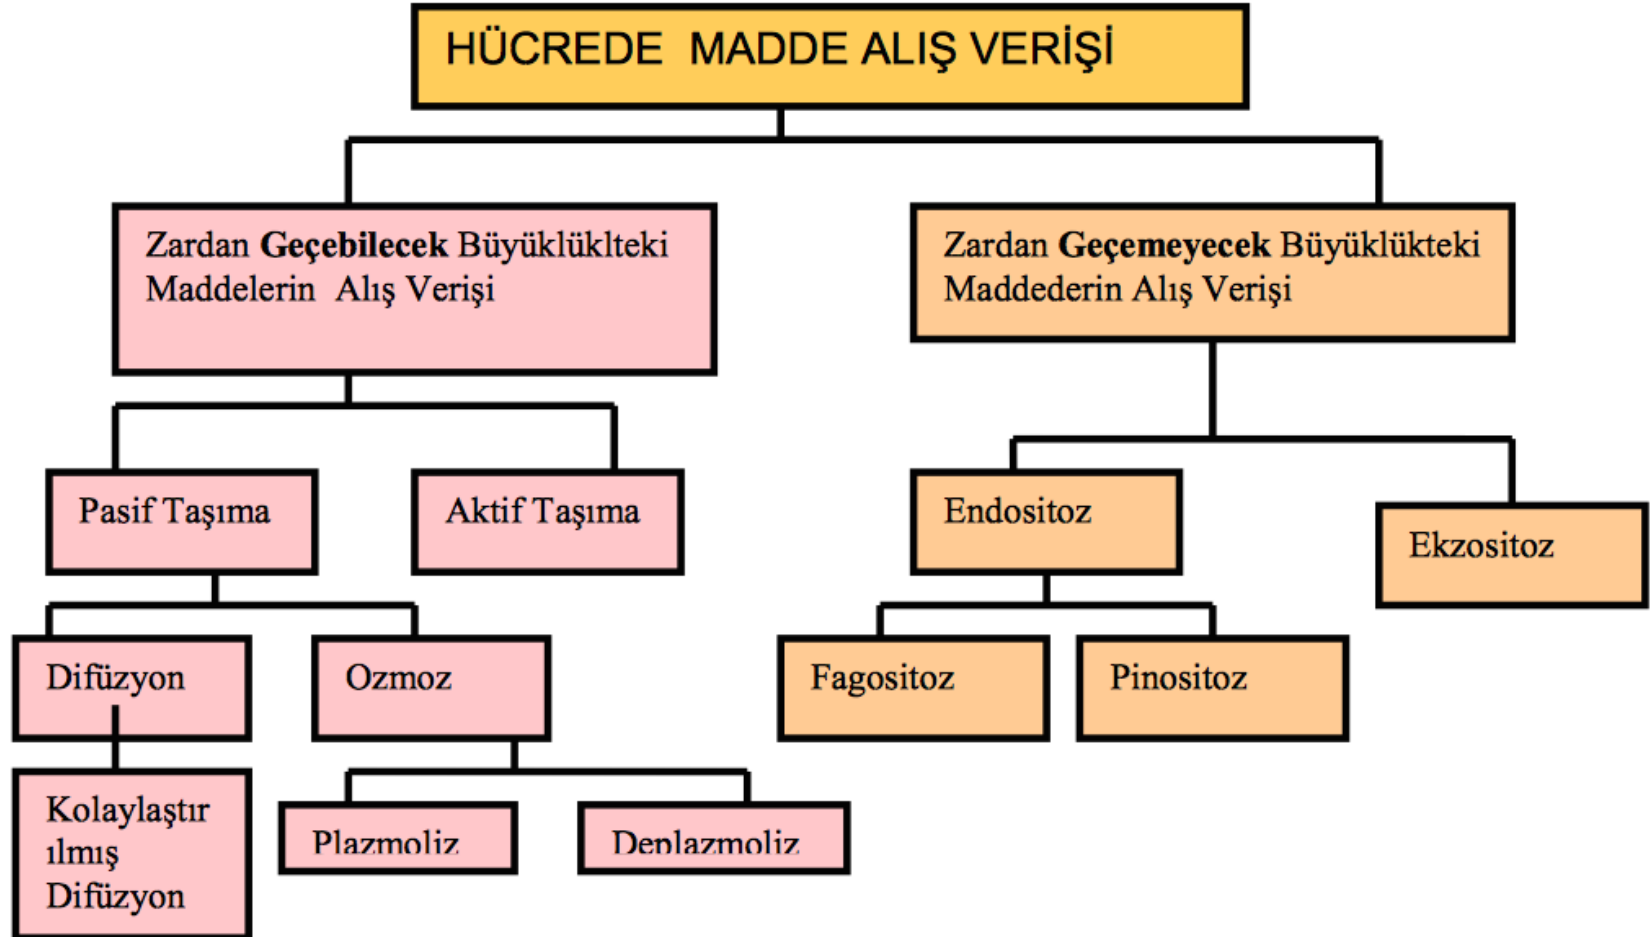 HÜCREDE MADDE ALIŞ VERİŞİ
Zardan Geçebilecek Büyüklüklteki
Maddelerin Alış Verişi
Zardan Geçemeyecek Büyüklükteki
Maddederin Alış Verişi
Pasif Taşıma
Aktif Taşıma
Endositoz
Ekzositoz
Difüzyon
Ozmoz
Fagositoz
Pinositoz
Kolaylaştır
ılmış
Difüzyon
Plazmoliz
Deplazmoliz